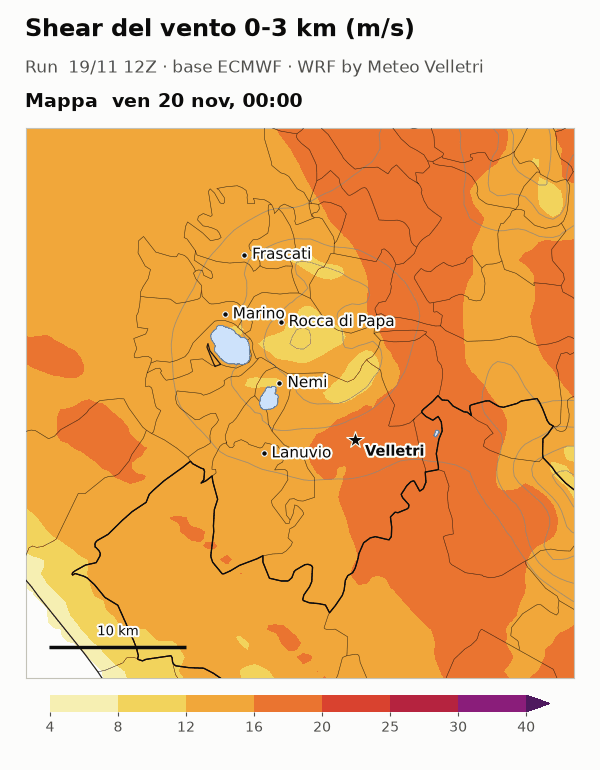 Shear del vento 0-3 km (m/s)
Run  19/11 12Z · base ECMWF · WRF by Meteo Velletri
Mappa  ven 20 nov, 00:00
Frascati
Marino
Rocca di Papa
Nemi
Velletri
Lanuvio
10 km
4 8 12 16 20 25 30 40